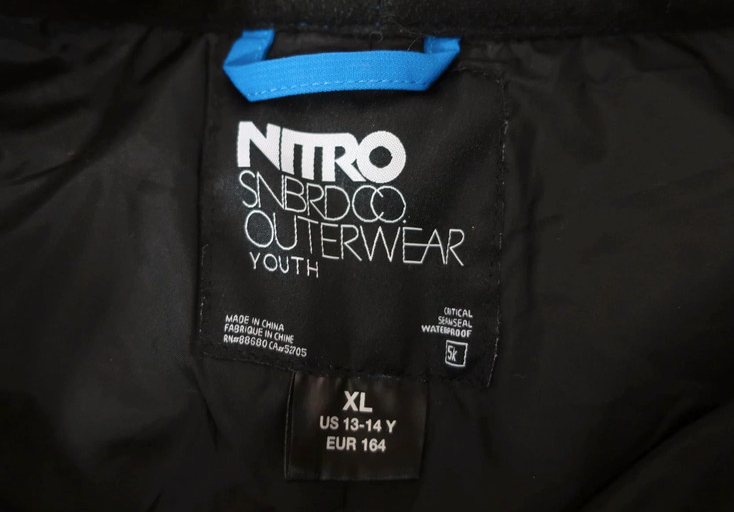 NITRO
SNBRDCO.
OUTERWEAR
YOUTH
MADE IN CHINA
FABRIQUE EN CHINE
RN#88680 CA#52705
CRITICAL
SEAMSEAL
WATERPROOF
5k
XL
US 13-14 Y
EUR 164